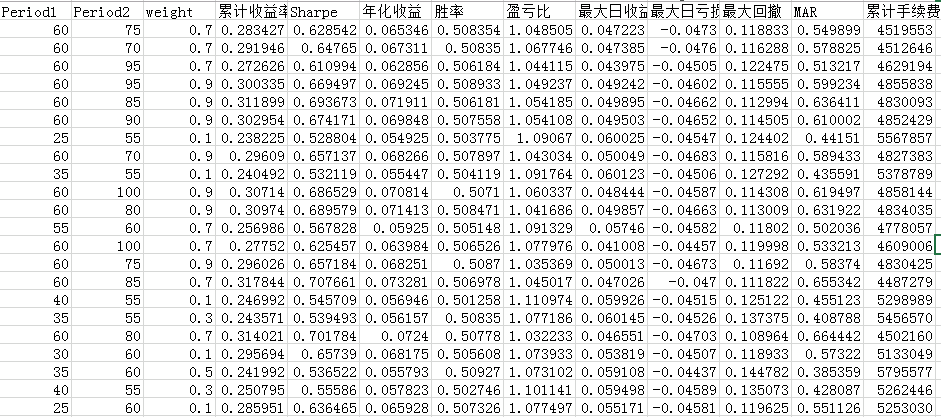 Period1 Period2 weight 累计收益率 Sharpe 年化收益 胜率 盈亏比 最大日收益 最大日亏损 最大回撤 MAR 累计手续费
60 75 0.7 0.283427 0.628542 0.065346 0.508354 1.048505 0.047223 -0.0473 0.118833 0.549899 4519553
60 70 0.7 0.291946 0.64765 0.067311 0.50835 1.067746 0.047385 -0.0476 0.116288 0.578825 4512646
60 95 0.7 0.272626 0.610994 0.062856 0.506184 1.044115 0.043975 -0.04505 0.122475 0.513217 4629194
60 95 0.9 0.300335 0.669497 0.069245 0.508933 1.049237 0.049242 -0.04602 0.115555 0.599234 4855838
60 85 0.9 0.311899 0.693673 0.071911 0.506181 1.054185 0.049895 -0.04662 0.112994 0.636411 4830093
60 90 0.9 0.302954 0.674171 0.069848 0.507558 1.054108 0.049503 -0.04652 0.114505 0.610002 4852429
25 55 0.1 0.238225 0.528804 0.054925 0.503775 1.09067 0.060025 -0.04547 0.124402 0.44151 5567857
60 70 0.9 0.29609 0.657137 0.068266 0.507897 1.043034 0.050049 -0.04683 0.115816 0.589433 4827383
35 55 0.1 0.240492 0.532119 0.055447 0.504119 1.091764 0.060123 -0.04506 0.127292 0.435591 5378789
60 100 0.9 0.30714 0.686529 0.070814 0.5071 1.060337 0.048444 -0.04587 0.114308 0.619497 4858144
60 80 0.9 0.30974 0.689579 0.071413 0.508471 1.041686 0.049857 -0.04663 0.113009 0.631922 4834035
55 60 0.7 0.256986 0.567828 0.05925 0.505148 1.091329 0.05746 -0.04582 0.11802 0.502036 4778057
60 100 0.7 0.27752 0.625457 0.063984 0.506526 1.077976 0.041008 -0.04457 0.119998 0.533213 4609006
60 75 0.9 0.296026 0.657184 0.068251 0.5087 1.035369 0.050013 -0.04673 0.11692 0.58374 4830425
60 85 0.7 0.317844 0.707661 0.073281 0.506978 1.045017 0.047026 -0.047 0.111822 0.655342 4487279
40 55 0.1 0.246992 0.545709 0.056946 0.501258 1.110974 0.059926 -0.04515 0.125122 0.455123 5298989
35 55 0.3 0.243571 0.539493 0.056157 0.50835 1.077186 0.060145 -0.04526 0.137375 0.408788 5456570
60 80 0.7 0.314021 0.701784 0.0724 0.50778 1.032233 0.046551 -0.04703 0.108964 0.664442 4502160
30 60 0.1 0.295694 0.65739 0.068175 0.505608 1.073933 0.053819 -0.04507 0.118933 0.57322 5133049
35 60 0.5 0.241992 0.536522 0.055793 0.50927 1.073102 0.059108 -0.04437 0.144782 0.385359 5795577
40 55 0.3 0.250795 0.55586 0.057823 0.502746 1.101141 0.059498 -0.04589 0.135073 0.428087 5262446
25 60 0.1 0.285951 0.636465 0.065928 0.507326 1.077497 0.055171 -0.04581 0.119625 0.551126 5253030